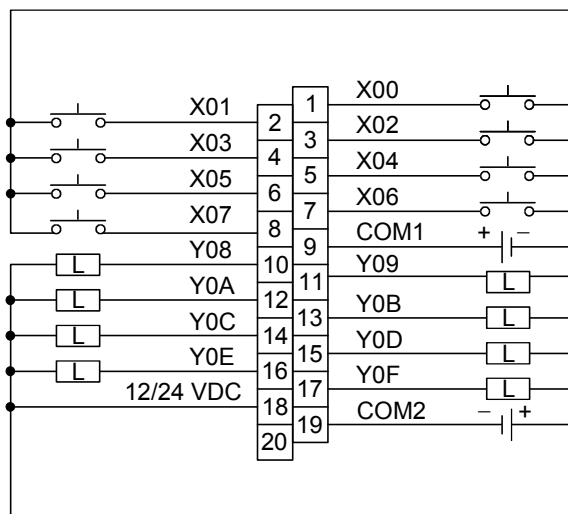 X00
1
X01
2
X02
3
X03
4
X04
5
X05
6
X06
7
X07
8
COM1
+ −
9
Y08
L
10
Y09
L
11
Y0A
L
12
Y0B
L
13
Y0C
L
14
Y0D
L
15
Y0E
L
16
Y0F
L
17
12/24 VDC
18
COM2
− +
19
20